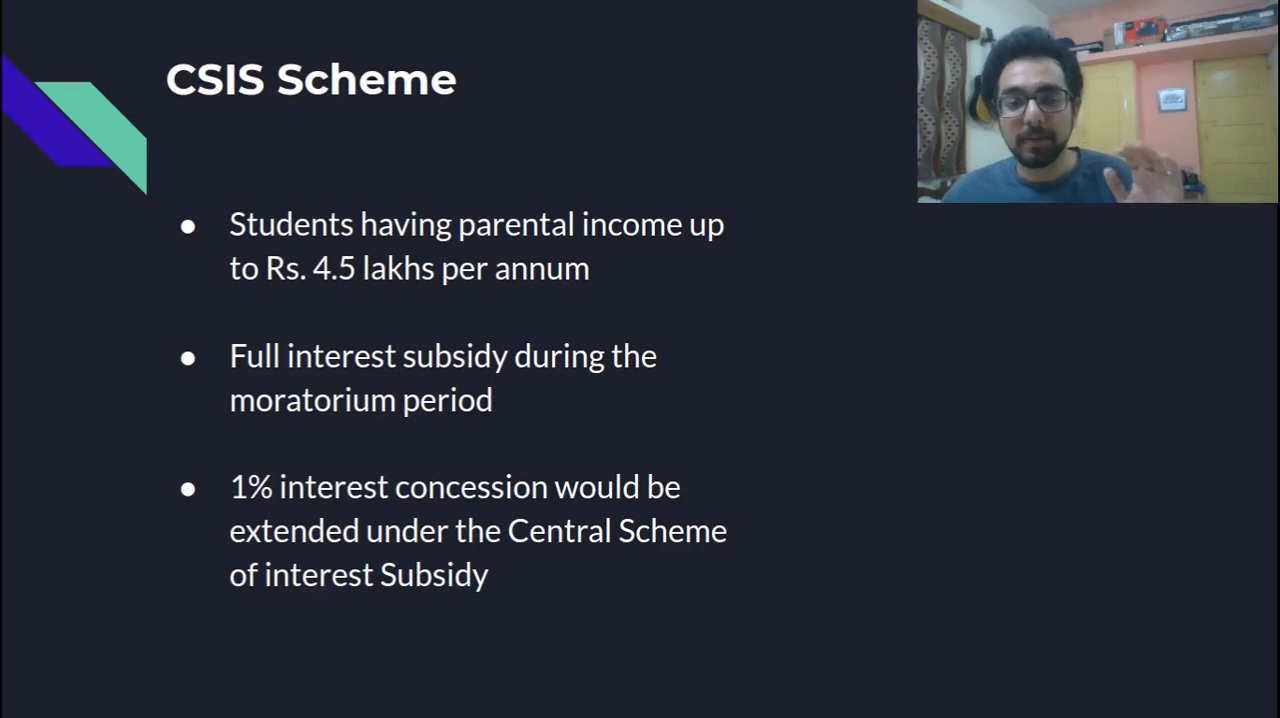 CSIS Scheme
● Students having parental income up
to Rs. 4.5 lakhs per annum
● Full interest subsidy during the
moratorium period
● 1% interest concession would be
extended under the Central Scheme
of interest Subsidy